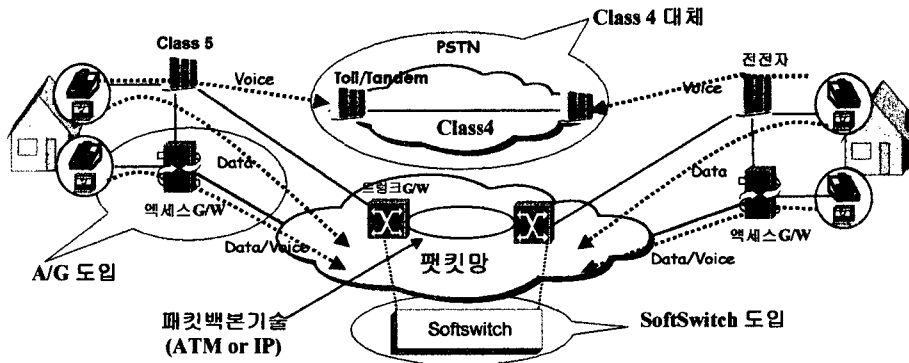 Class 4 대체
Class 5
PSTN
전전자
Voice
Toll/Tandem
Voice
Class4
Data
Data
트렁크G/W
액세스G/W
액세스G/W
Data/Voice
패킷망
Data/Voice
A/G 도입
패킷백본기술
(ATM or IP)
Softswitch
SoftSwitch 도입